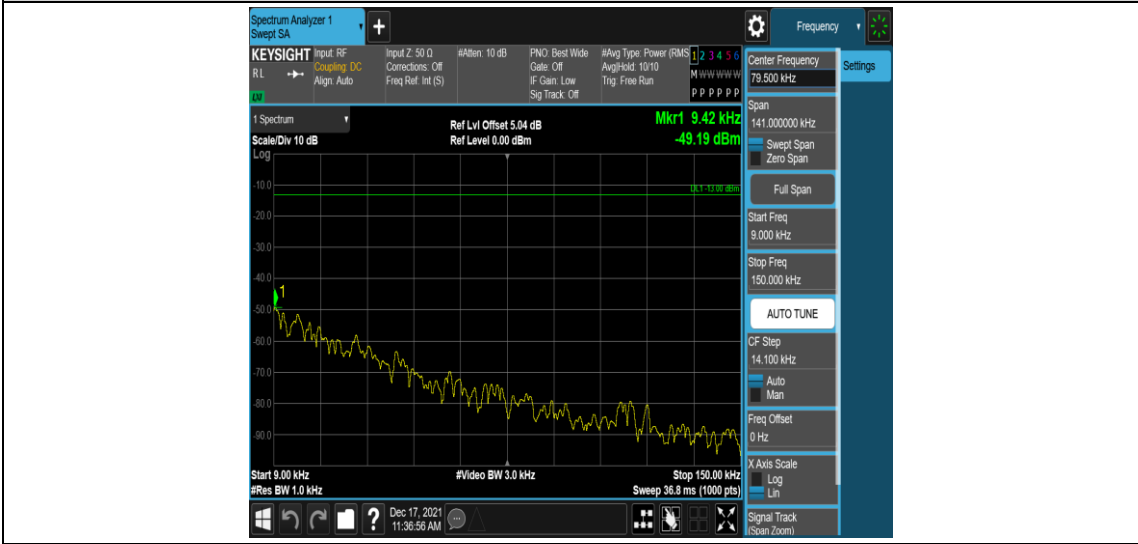 Spectrum Analyzer 1
Swept SA
+
Frequency
KEYSIGHT
Input: RF
Input Z: 50 Ω
#Atten: 10 dB
PNO: Best Wide
#Avg Type: Power (RMS
1 2 3 4 5 6
R L
Coupling: DC
Corrections: Off
Gate: Off
Avg|Hold: 10/10
M W W W W W
Align: Auto
Freq Ref: Int (S)
IF Gain: Low
Trig: Free Run
Sig Track: Off
P P P P P P
Center Frequency
79.500 kHz
Settings
1 Spectrum
Ref Lvl Offset 5.04 dB
Mkr1 9.42 kHz
Scale/Div 10 dB
Ref Level 0.00 dBm
-49.19 dBm
Log
-10.0
DL1 -13.00 dBm
-20.0
-30.0
-40.0
1
-50.0
-60.0
-70.0
-80.0
-90.0
Start 9.00 kHz
#Video BW 3.0 kHz
Stop 150.00 kHz
#Res BW 1.0 kHz
Sweep 36.8 ms (1000 pts)
Span
141.000000 kHz
Swept Span
Zero Span
Full Span
Start Freq
9.000 kHz
Stop Freq
150.000 kHz
AUTO TUNE
CF Step
14.100 kHz
Auto
Man
Freq Offset
0 Hz
X Axis Scale
Log
Lin
Signal Track
(Span Zoom)
?
Dec 17, 2021
11:36:56 AM